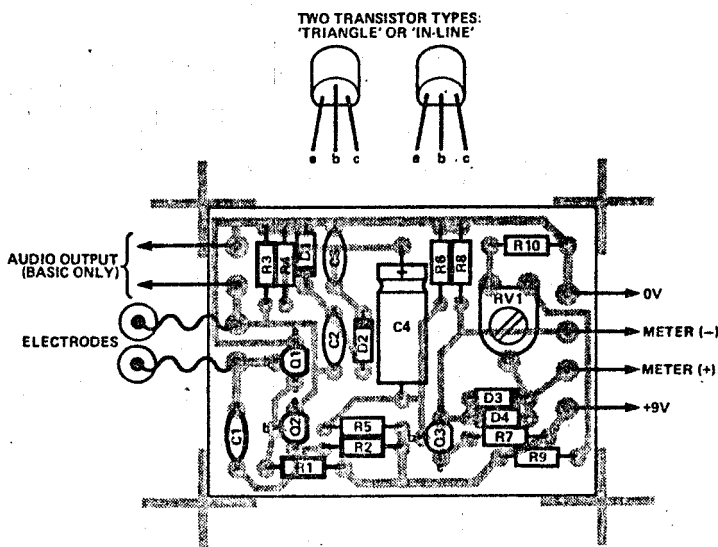 TWO TRANSISTOR TYPES:
'TRIANGLE' OR 'IN-LINE'
e b c
e b c
AUDIO OUTPUT
(BASIC ONLY)
ELECTRODES
R3
R4
D1
C3
R6
R8
R10
RV1
0V
C2
D2
C4
METER (–)
Q1
METER (+)
D3
D4
+9V
C1
b
Q2
R5
R2
b
Q3
R7
R1
R9